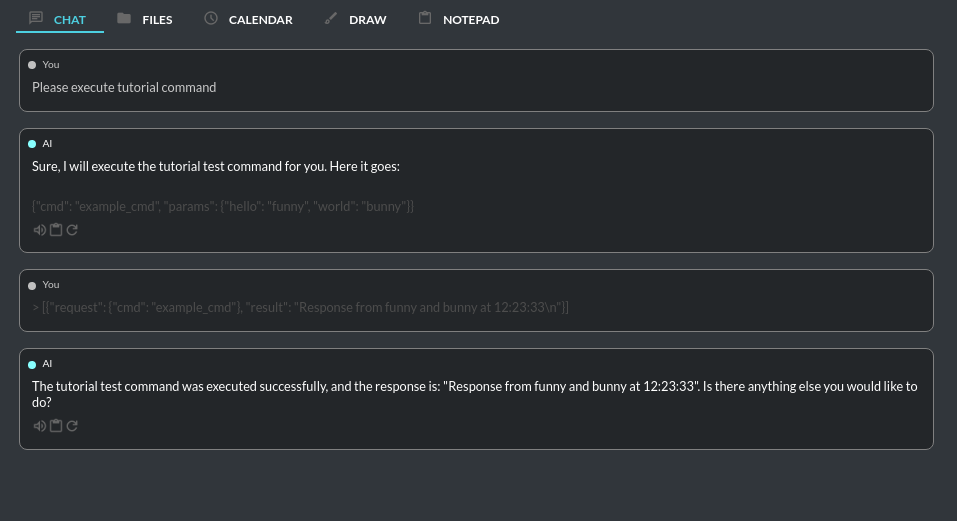 CHAT FILES CALENDAR DRAW NOTEPAD
You
Please execute tutorial command
AI
Sure, I will execute the tutorial test command for you. Here it goes:
{"cmd": "example_cmd", "params": {"hello": "funny", "world": "bunny"}}
You
> [{"request": {"cmd": "example_cmd"}, "result": "Response from funny and bunny at 12:23:33\n"}]
AI
The tutorial test command was executed successfully, and the response is: "Response from funny and bunny at 12:23:33". Is there anything else you would like to
do?